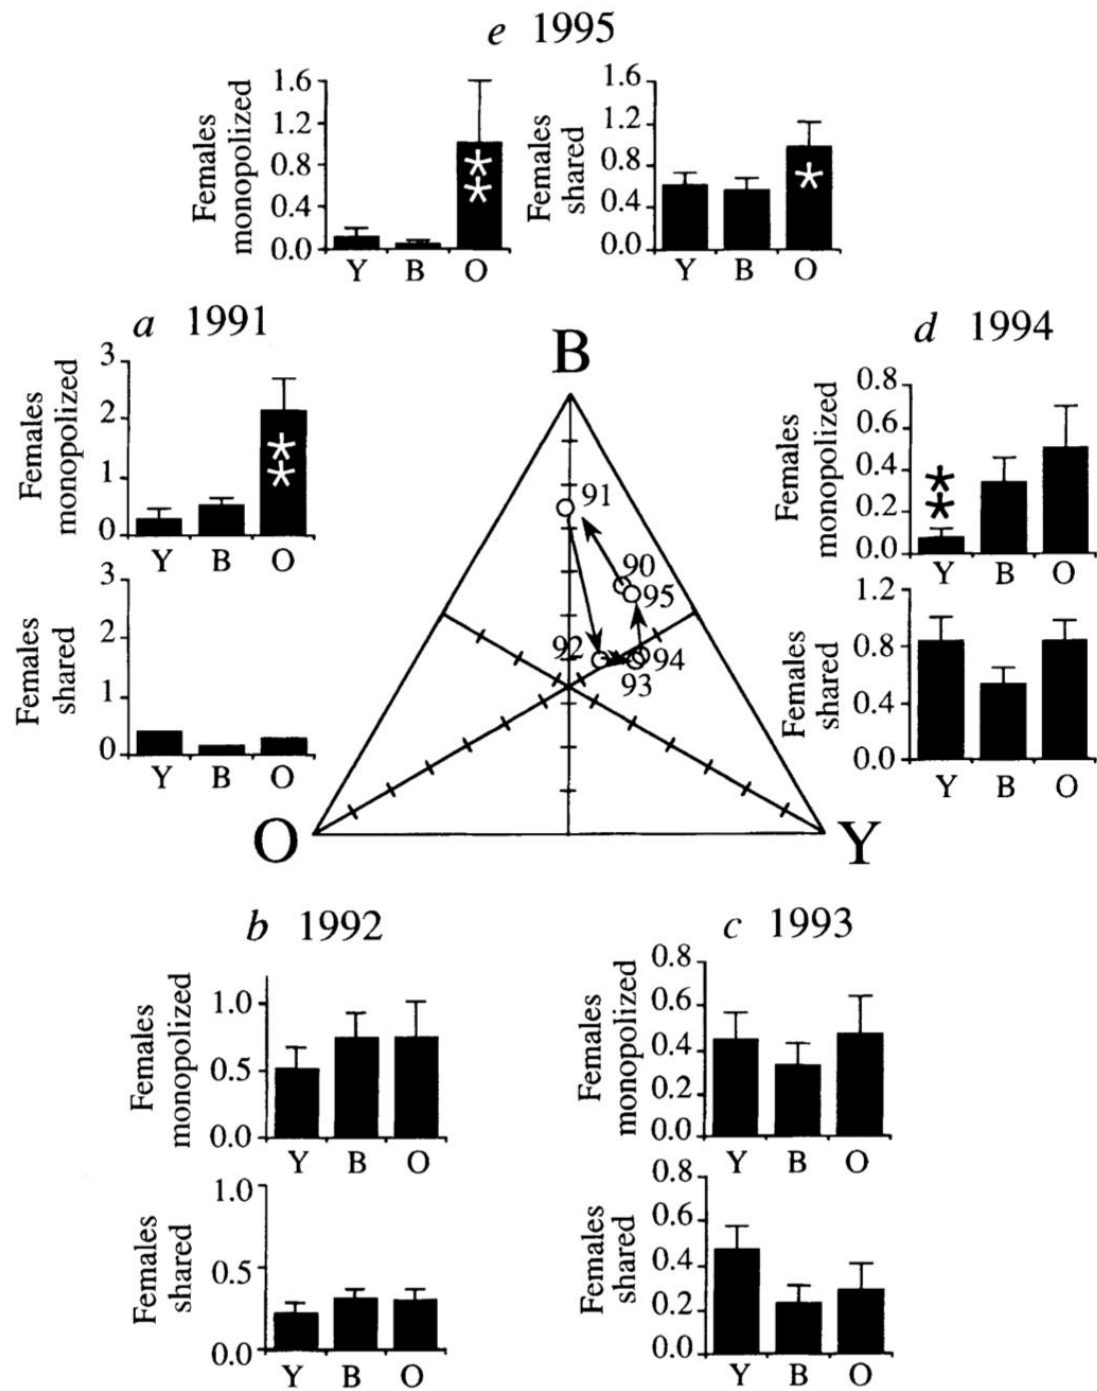 e 1995
Females
monopolized
1.6
1.2
0.8
0.4
0.0
Y B O
Females
shared
1.6
1.2
0.8
0.4
0.0
Y B O
a 1991
Females
monopolized
3
2
1
0
Y B O
Females
shared
3
2
1
0
Y B O
B
O
Y
91
90
95
92
94
93
d 1994
Females
monopolized
0.8
0.6
0.4
0.2
0.0
Y B O
Females
shared
1.2
0.8
0.4
0.0
Y B O
b 1992
Females
monopolized
1.0
0.5
0.0
Y B O
Females
shared
1.0
0.5
0.0
Y B O
c 1993
Females
monopolized
0.8
0.6
0.4
0.2
0.0
Y B O
Females
shared
0.8
0.6
0.4
0.2
0.0
Y B O